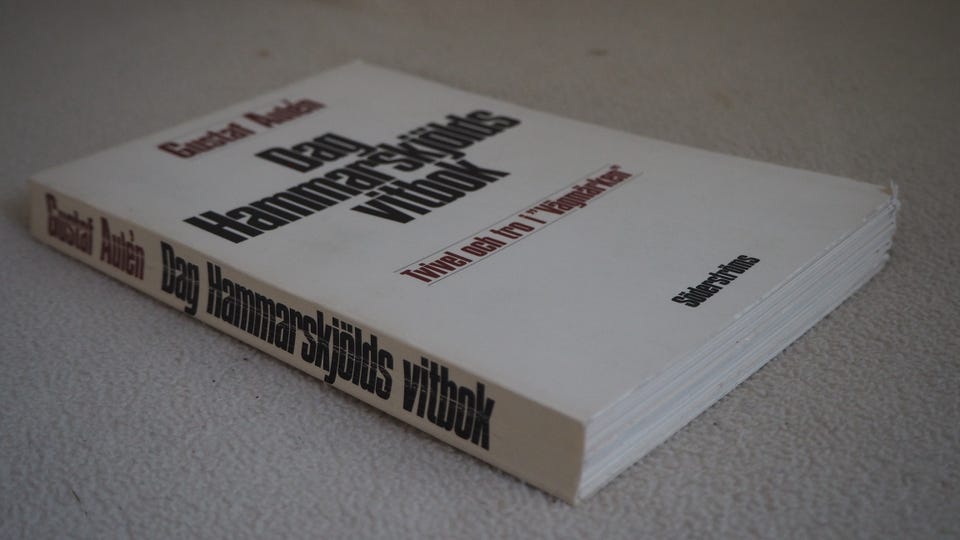 Gustaf Aulén
Dag
Hammarskjölds
vitbok
Tvivel och tro i "Vägmärken"
Söderströms
Gustaf Aulén Dag Hammarskjölds vitbok